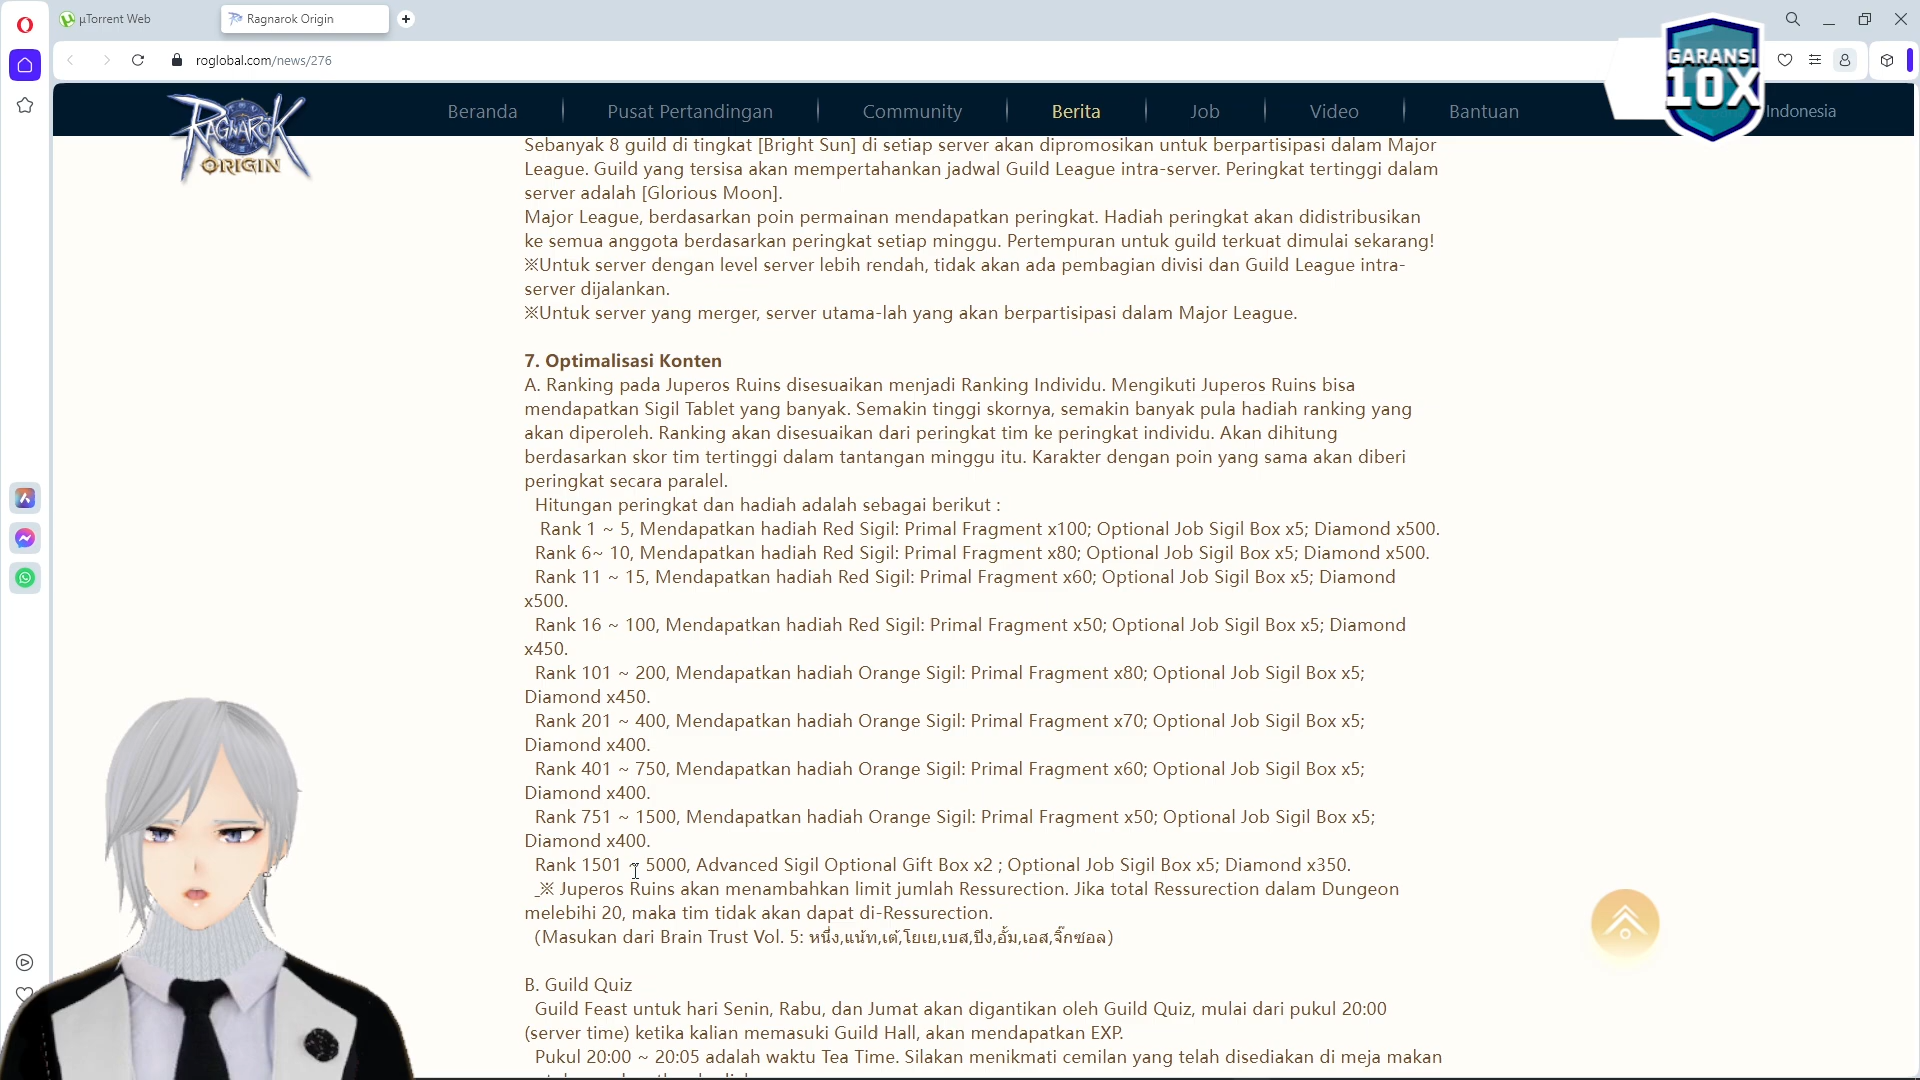 µTorrent Web
Ragnarok Origin
roglobal.com/news/276
GARANSI
10X
RAGNAROK
ORIGIN
Beranda
Pusat Pertandingan
Community
Berita
Job
Video
Bantuan
Indonesia
Sebanyak 8 guild di tingkat [Bright Sun] di setiap server akan dipromosikan untuk berpartisipasi dalam Major
League. Guild yang tersisa akan mempertahankan jadwal Guild League intra-server. Peringkat tertinggi dalam
server adalah [Glorious Moon].
Major League, berdasarkan poin permainan mendapatkan peringkat. Hadiah peringkat akan didistribusikan
ke semua anggota berdasarkan peringkat setiap minggu. Pertempuran untuk guild terkuat dimulai sekarang!
※Untuk server dengan level server lebih rendah, tidak akan ada pembagian divisi dan Guild League intra-
server dijalankan.
※Untuk server yang merger, server utama-lah yang akan berpartisipasi dalam Major League.
7. Optimalisasi Konten
A. Ranking pada Juperos Ruins disesuaikan menjadi Ranking Individu. Mengikuti Juperos Ruins bisa
mendapatkan Sigil Tablet yang banyak. Semakin tinggi skornya, semakin banyak pula hadiah ranking yang
akan diperoleh. Ranking akan disesuaikan dari peringkat tim ke peringkat individu. Akan dihitung
berdasarkan skor tim tertinggi dalam tantangan minggu itu. Karakter dengan poin yang sama akan diberi
peringkat secara paralel.
Hitungan peringkat dan hadiah adalah sebagai berikut :
Rank 1 ~ 5, Mendapatkan hadiah Red Sigil: Primal Fragment x100; Optional Job Sigil Box x5; Diamond x500.
Rank 6~ 10, Mendapatkan hadiah Red Sigil: Primal Fragment x80; Optional Job Sigil Box x5; Diamond x500.
Rank 11 ~ 15, Mendapatkan hadiah Red Sigil: Primal Fragment x60; Optional Job Sigil Box x5; Diamond
x500.
Rank 16 ~ 100, Mendapatkan hadiah Red Sigil: Primal Fragment x50; Optional Job Sigil Box x5; Diamond
x450.
Rank 101 ~ 200, Mendapatkan hadiah Orange Sigil: Primal Fragment x80; Optional Job Sigil Box x5;
Diamond x450.
Rank 201 ~ 400, Mendapatkan hadiah Orange Sigil: Primal Fragment x70; Optional Job Sigil Box x5;
Diamond x400.
Rank 401 ~ 750, Mendapatkan hadiah Orange Sigil: Primal Fragment x60; Optional Job Sigil Box x5;
Diamond x400.
Rank 751 ~ 1500, Mendapatkan hadiah Orange Sigil: Primal Fragment x50; Optional Job Sigil Box x5;
Diamond x400.
Rank 1501 ~ 5000, Advanced Sigil Optional Gift Box x2 ; Optional Job Sigil Box x5; Diamond x350.
_※ Juperos Ruins akan menambahkan limit jumlah Ressurection. Jika total Ressurection dalam Dungeon
melebihi 20, maka tim tidak akan dapat di-Ressurection.
(Masukan dari Brain Trust Vol. 5: หนึ่ง,แน้ท,เต้,โยเย,เบส,ปิง,อั้ม,เอส,จิ๊กซอล)
B. Guild Quiz
Guild Feast untuk hari Senin, Rabu, dan Jumat akan digantikan oleh Guild Quiz, mulai dari pukul 20:00
(server time) ketika kalian memasuki Guild Hall, akan mendapatkan EXP.
Pukul 20:00 ~ 20:05 adalah waktu Tea Time. Silakan menikmati cemilan yang telah disediakan di meja makan